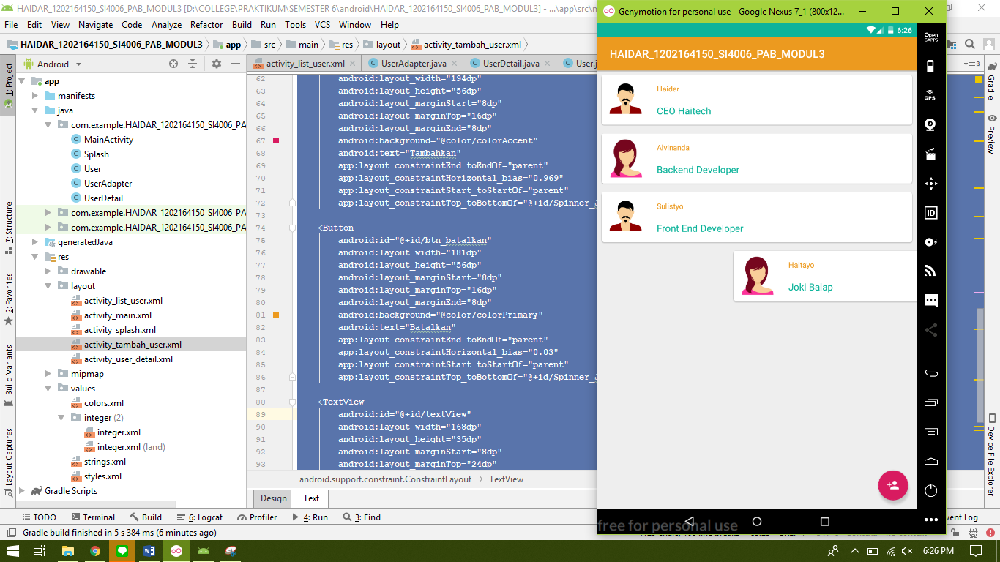 HAIDAR_1202164150_SI4006_PAB_MODUL3 [D:\COLLEGE\PRAKTIKUM\SEMESTER 6\android\HAIDAR_1202164150_SI4006_PAB_MODUL3] - ...\app\src\
File Edit View Navigate Code Analyze Refactor Build Run Tools VCS Window Help
HAIDAR_1202164150_SI4006_PAB_MODUL3 app src main res layout activity_tambah_user.xml
Android
activity_list_user.xml UserAdapter.java UserDetail.java User.j
1: Project
Z: Structure
2: Favorites
Build Variants
Layout Captures
app
manifests
java
com.example.HAIDAR_1202164150_SI4006_PA
MainActivity
Splash
User
UserAdapter
UserDetail
com.example.HAIDAR_1202164150_SI4006_PA
com.example.HAIDAR_1202164150_SI4006_PA
generatedJava
res
drawable
layout
activity_list_user.xml
activity_main.xml
activity_splash.xml
activity_tambah_user.xml
activity_user_detail.xml
mipmap
values
colors.xml
integer (2)
integer.xml
integer.xml (land)
strings.xml
styles.xml
Gradle Scripts
62 android:layout_width="194dp"
63 android:layout_height="56dp"
64 android:layout_marginStart="8dp"
65 android:layout_marginTop="16dp"
66 android:layout_marginEnd="8dp"
67 android:background="@color/colorAccent"
68 android:text="Tambahkan"
69 app:layout_constraintEnd_toEndOf="parent"
70 app:layout_constraintHorizontal_bias="0.969"
71 app:layout_constraintStart_toStartOf="parent"
72 app:layout_constraintTop_toBottomOf="@+id/Spinner_
73
74 <Button
75 android:id="@+id/btn_batalkan"
76 android:layout_width="181dp"
77 android:layout_height="56dp"
78 android:layout_marginStart="8dp"
79 android:layout_marginTop="16dp"
80 android:layout_marginEnd="8dp"
81 android:background="@color/colorPrimary"
82 android:text="Batalkan"
83 app:layout_constraintEnd_toEndOf="parent"
84 app:layout_constraintHorizontal_bias="0.03"
85 app:layout_constraintStart_toStartOf="parent"
86 app:layout_constraintTop_toBottomOf="@+id/Spinner_
87
88 <TextView
89 android:id="@+id/textView"
90 android:layout_width="168dp"
91 android:layout_height="35dp"
92 android:layout_marginStart="8dp"
93 android:layout_marginTop="24dp"
android.support.constraint.ConstraintLayout TextView
Design Text
TODO Terminal Build 6: Logcat Profiler 4: Run 3: Find
vent Log
Gradle build finished in 5 s 384 ms (6 minutes ago)
Genymotion for personal use - Google Nexus 7_1 (800x12...
6:26
HAIDAR_1202164150_SI4006_PAB_MODUL3
Haidar
CEO Haitech
Alvinanda
Backend Developer
Sulistyo
Front End Developer
Haitayo
Joki Balap
free for personal use
Open
GAPPS
GPS
ID
3
Gradle
Preview
Device File Explorer
6:26 PM